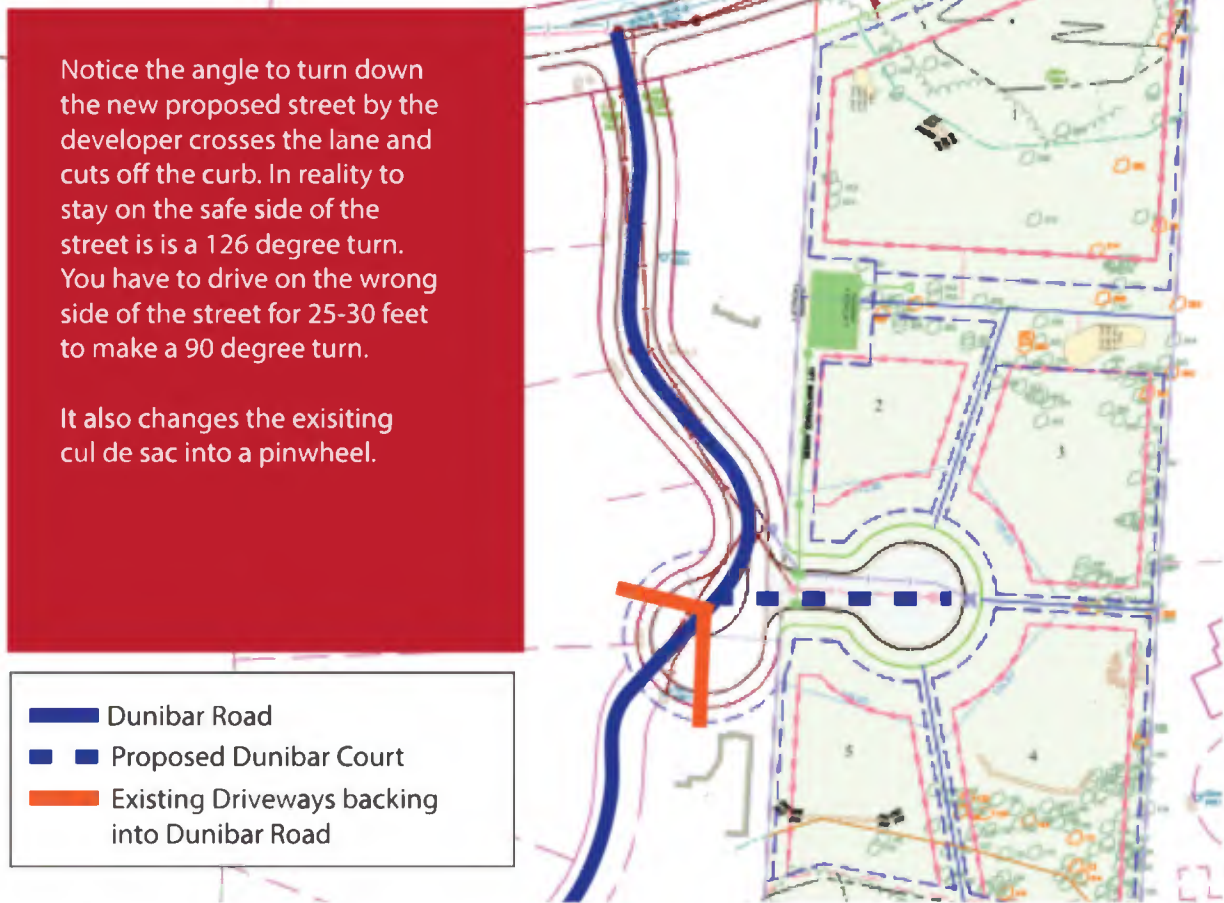 Notice the angle to turn down
the new proposed street by the
developer crosses the lane and
cuts off the curb. In reality to
stay on the safe side of the
street is is a 126 degree turn.
You have to drive on the wrong
side of the street for 25-30 feet
to make a 90 degree turn.
It also changes the exisiting
cul de sac into a pinwheel.
Dunibar Road
Proposed Dunibar Court
Existing Driveways backing
into Dunibar Road
1
2
3
4
5